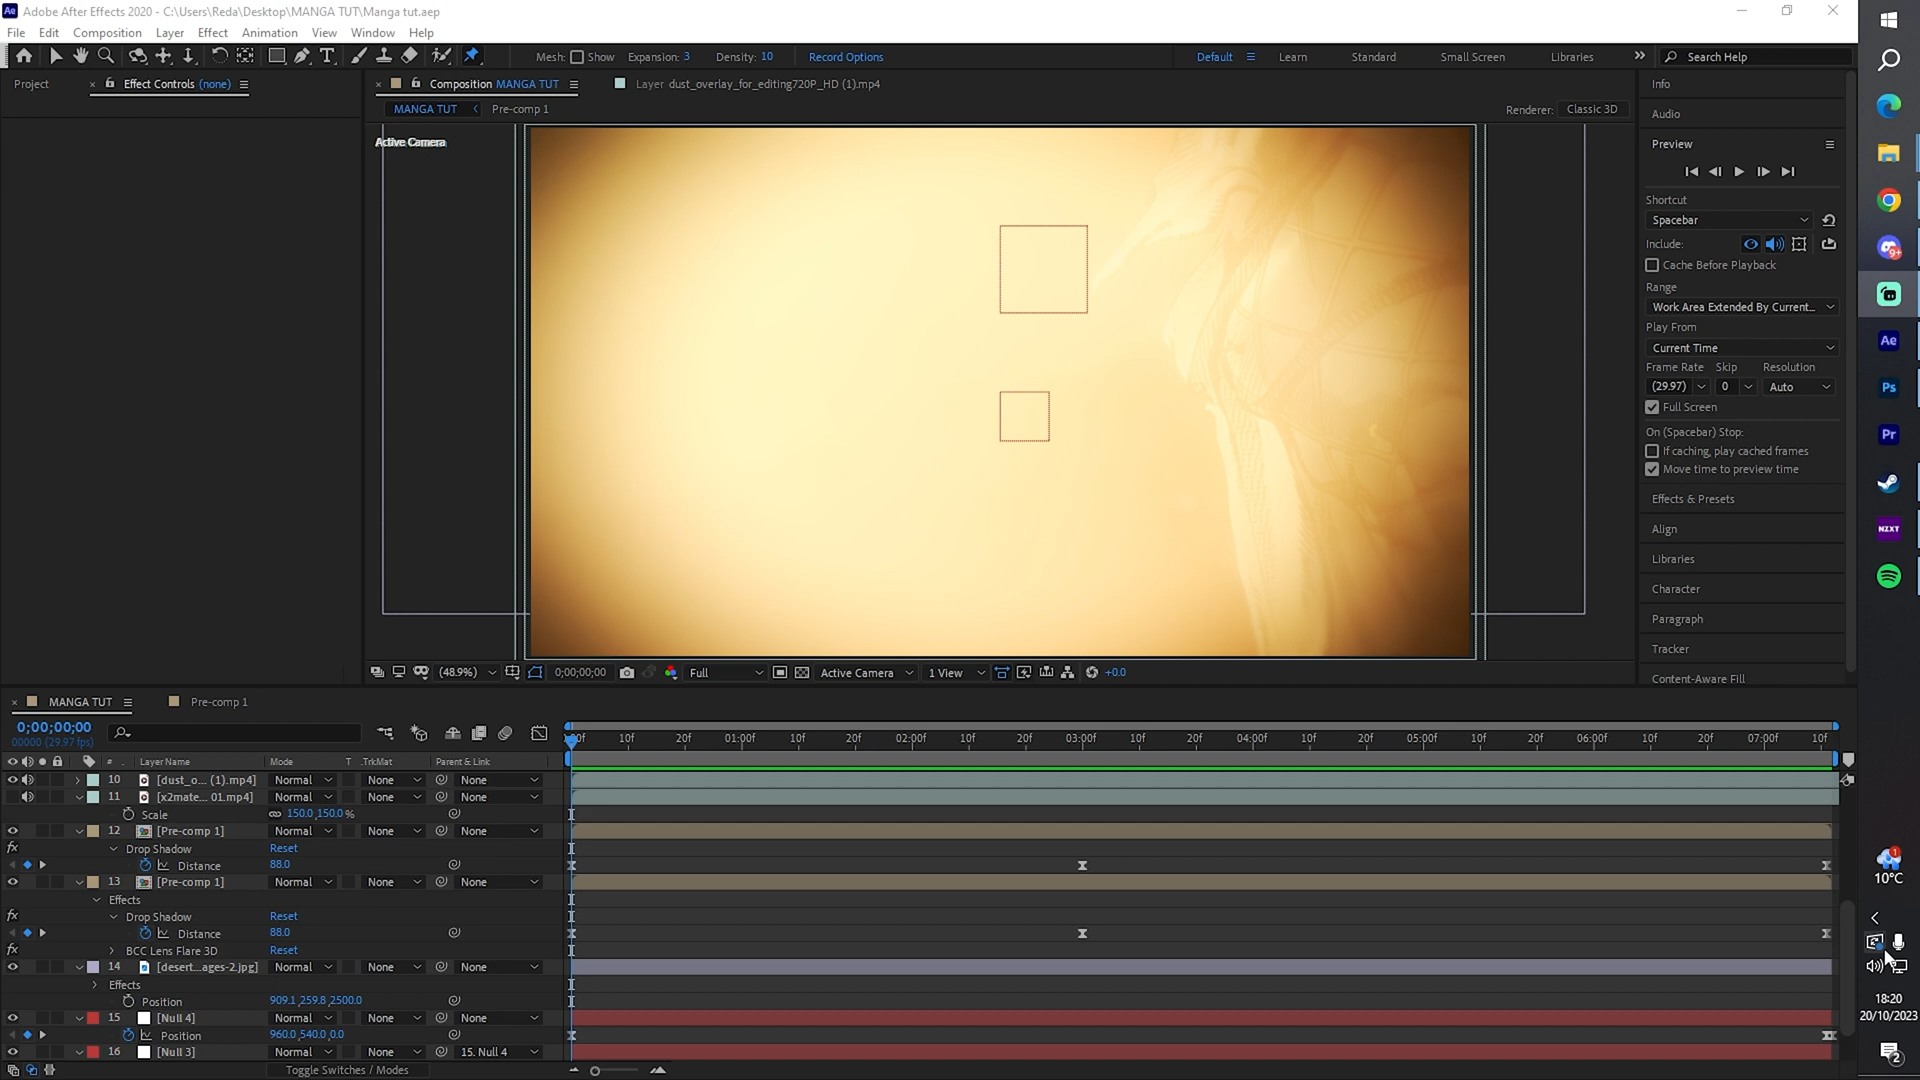 Adobe After Effects 2020 - C:\Users\Reda\Desktop\MANGA TUT\Manga tut.aep
File Edit Composition Layer Effect Animation View Window Help
Mesh: Show Expansion: 3 Density: 10 Record Options Default Learn Standard Small Screen Libraries Search Help
Project Effect Controls (none) Composition MANGA TUT Layer dust_overlay_for_editing720P_HD (1).mp4
MANGA TUT Pre-comp 1 Renderer: Classic 3D
Active Camera
Info
Audio
Preview
Shortcut
Spacebar
Include:
Cache Before Playback
Range
Work Area Extended By Current...
Play From
Current Time
Frame Rate Skip Resolution
(29.97) 0 Auto
Full Screen
On (Spacebar) Stop:
If caching, play cached frames
Move time to preview time
Effects & Presets
Align
Libraries
Character
Paragraph
Tracker
Content-Aware Fill
(48.9%) 0;00;00;00 Full Active Camera 1 View +0.0
MANGA TUT Pre-comp 1
0;00;00;00
00000 (29.97 fps)
10f 20f 01:00f 10f 20f 02:00f 10f 20f 03:00f 10f 20f 04:00f 10f 20f 05:00f 10f 20f 06:00f 10f 20f 07:00f 10f
# Layer Name Mode T .TrkMat Parent & Link
10 [dust_o... (1).mp4] Normal None None
11 [x2mate... 01.mp4] Normal None None
Scale 150.0,150.0 %
12 [Pre-comp 1] Normal None None
fx Drop Shadow Reset
Distance 88.0
13 [Pre-comp 1] Normal None None
Effects
fx Drop Shadow Reset
Distance 88.0
fx BCC Lens Flare 3D Reset
14 [desert...ages-2.jpg] Normal None None
Effects
Position 909.1,259.8,2500.0
15 [Null 4] Normal None None
Position 960.0,540.0,0.0
16 [Null 3] Normal None 15. Null 4
Toggle Switches / Modes
9+
Ae
Ps
Pr
NZXT
1
10°C
18:20
20/10/2023
2